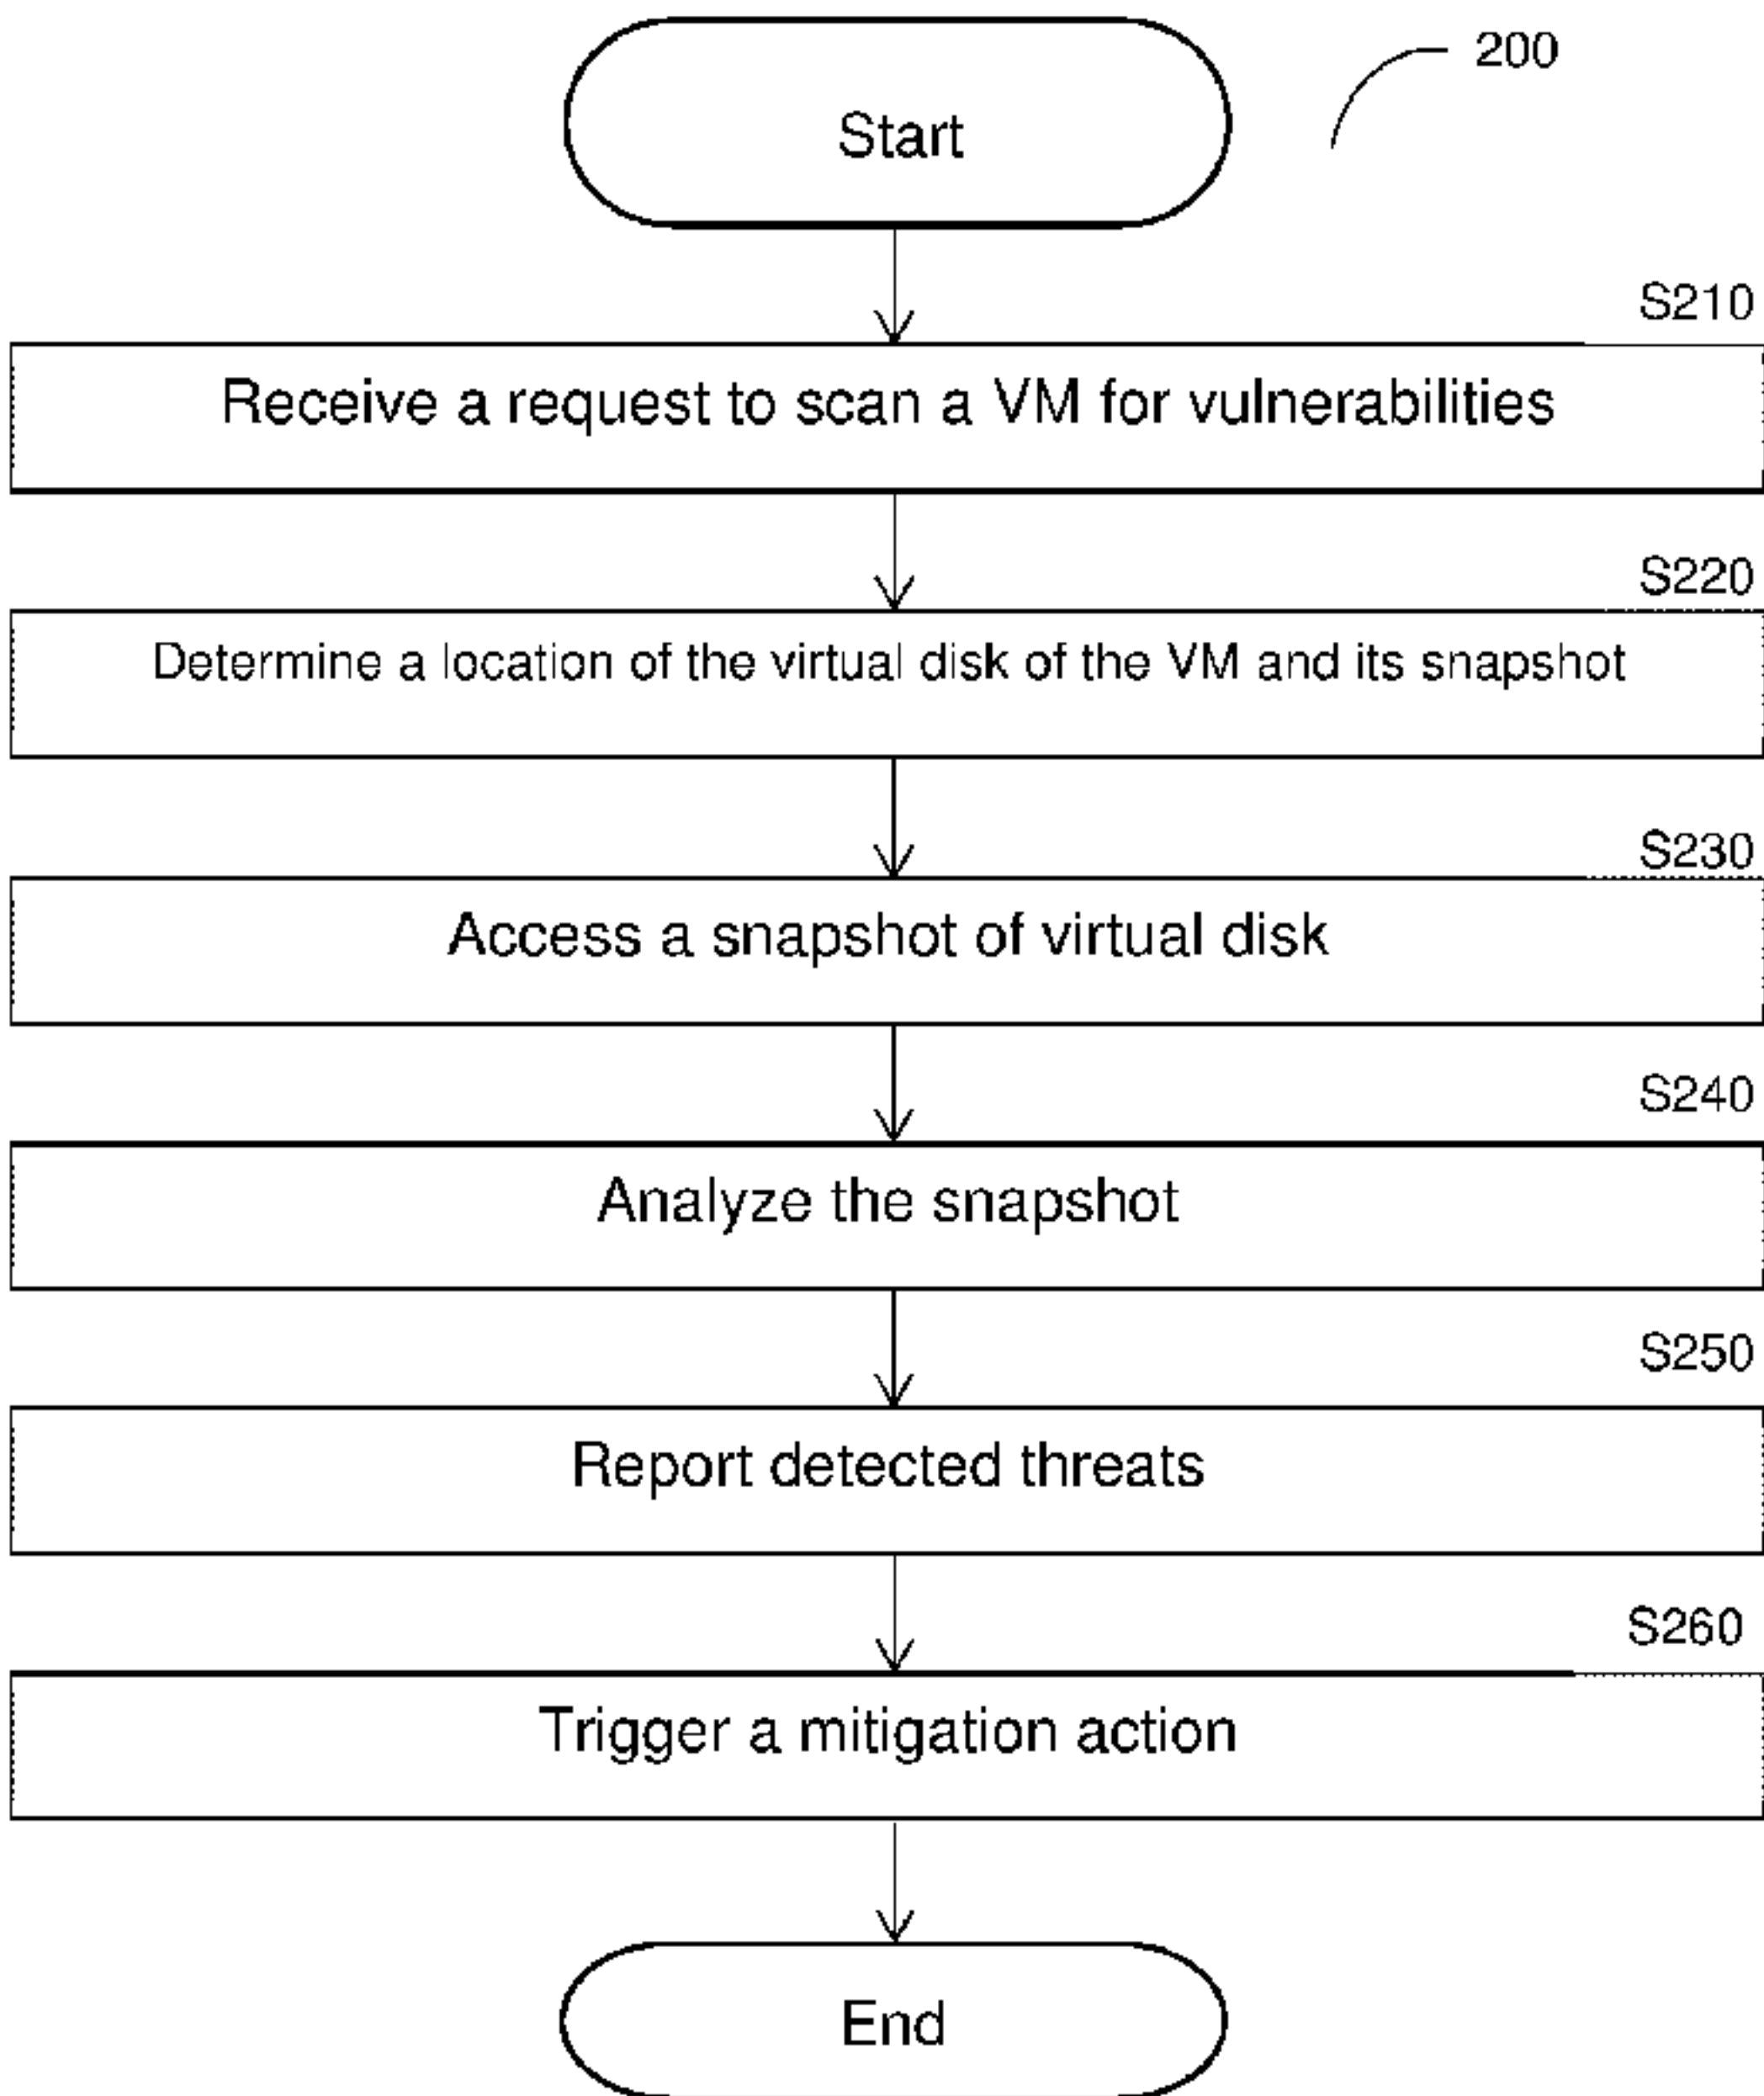 Start
200
S210
Receive a request to scan a VM for vulnerabilities
S220
Determine a location of the virtual disk of the VM and its snapshot
S230
Access a snapshot of virtual disk
S240
Analyze the snapshot
S250
Report detected threats
S260
Trigger a mitigation action
End